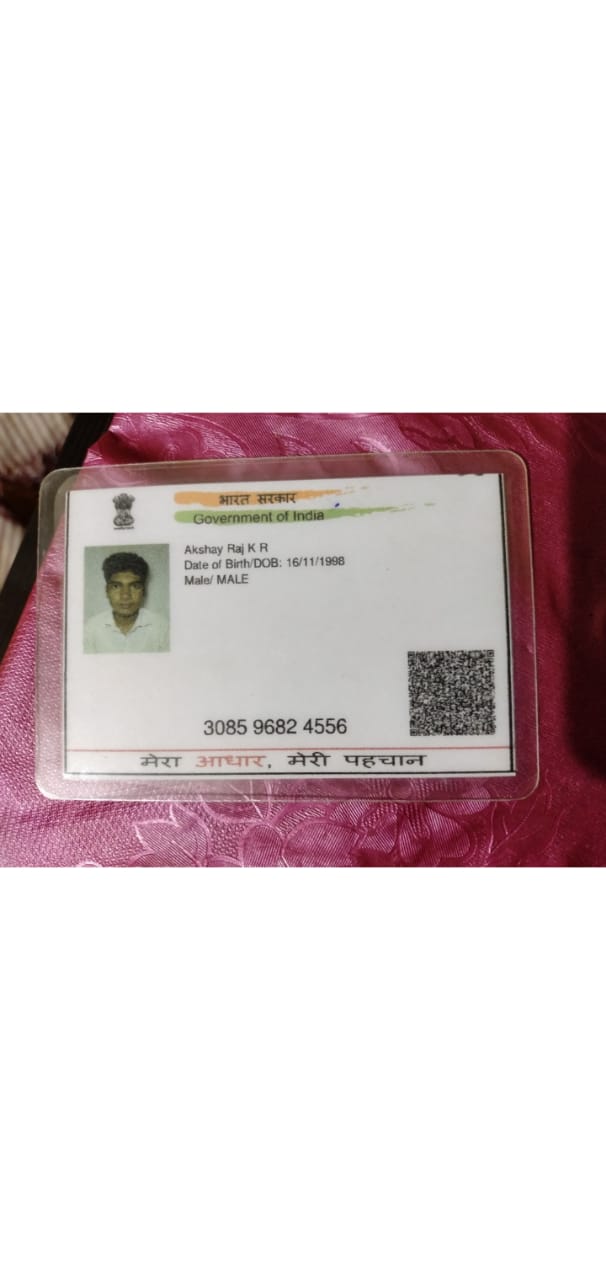 भारत सरकार
Government of India
Akshay Raj K R
Date of Birth/DOB: 16/11/1998
Male/ MALE
3085 9682 4556
मेरा आधार, मेरी पहचान